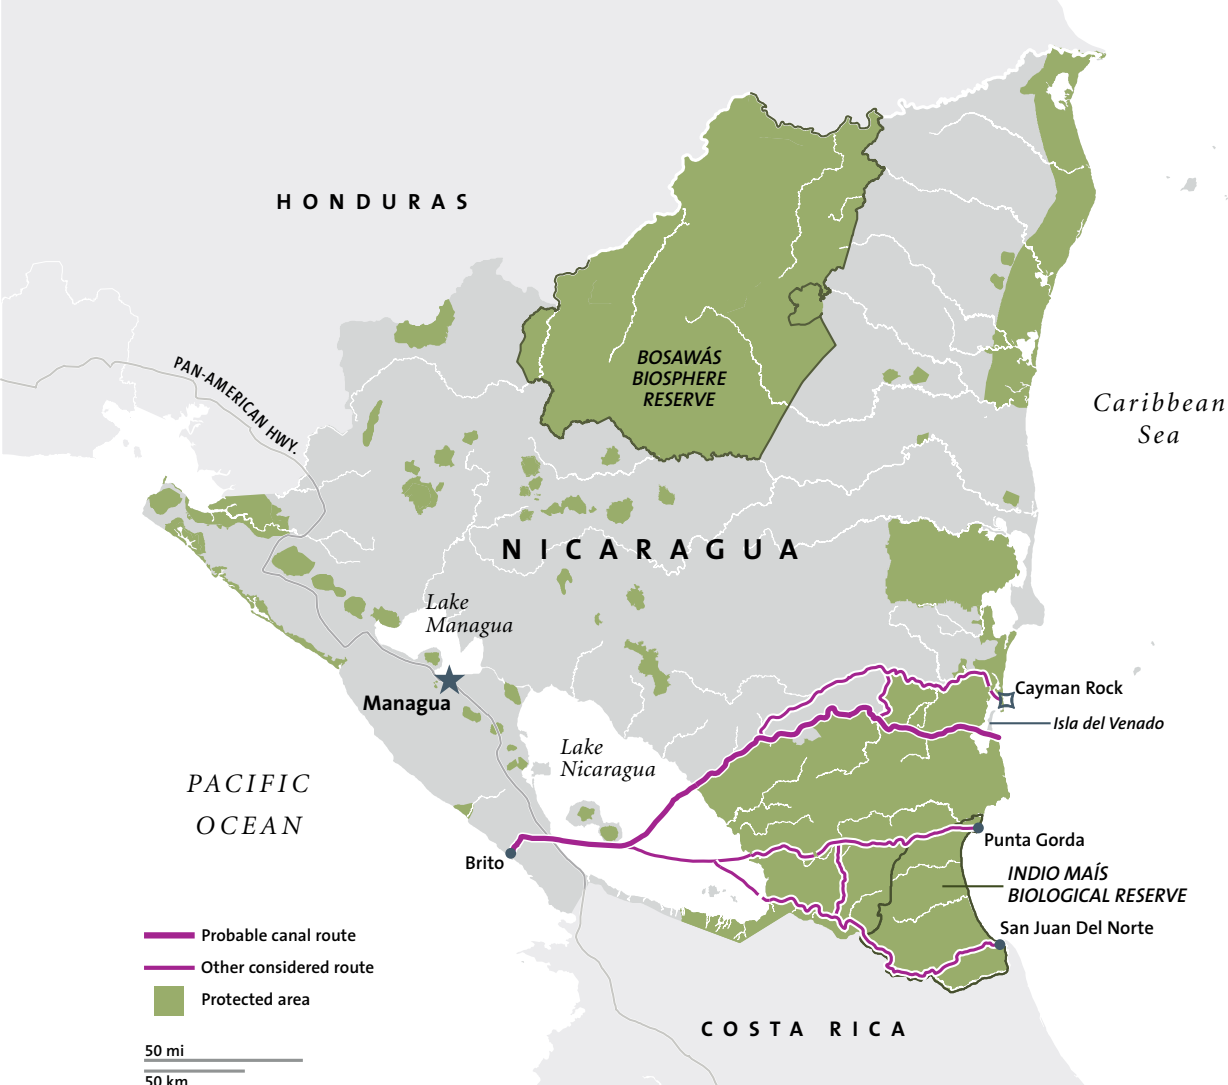 HONDURAS
PAN-AMERICAN HWY.
BOSAWÁS
BIOSPHERE
RESERVE
Caribbean
Sea
NICARAGUA
Lake
Managua
Managua
Cayman Rock
Isla del Venado
Lake
Nicaragua
PACIFIC
OCEAN
Brito
Punta Gorda
INDIO MAÍS
BIOLOGICAL RESERVE
San Juan Del Norte
Probable canal route
Other considered route
Protected area
COSTA RICA
50 mi
50 km